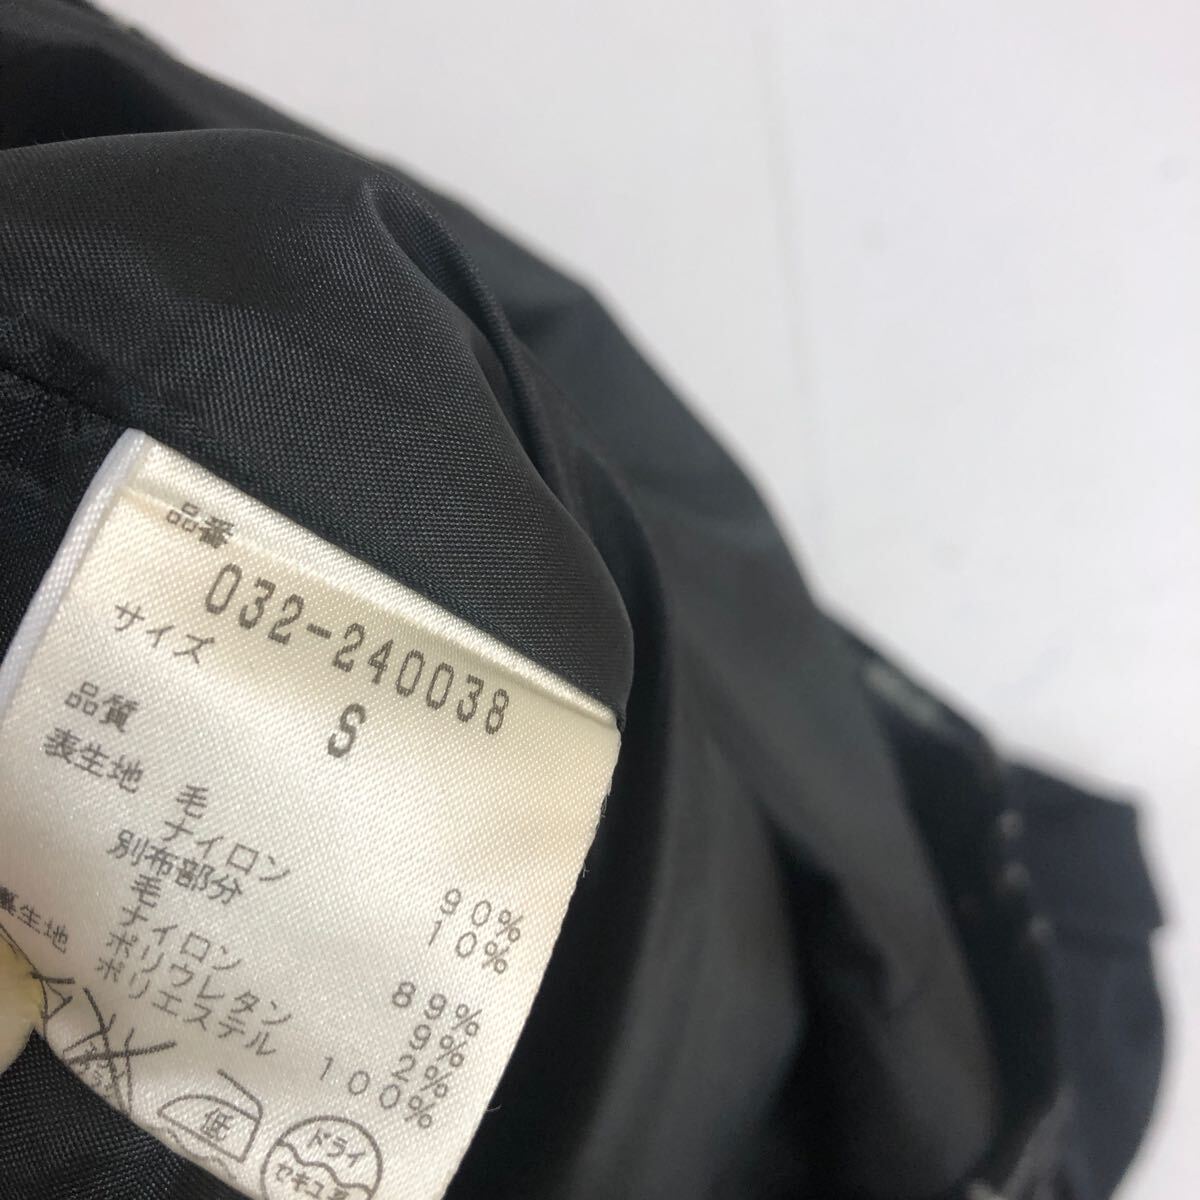 品番
032-240038
サイズ S
品質
表生地 毛 90%
ナイロン 10%
別布部分
毛 89%
ナイロン 9%
ポリウレタン 2%
裏生地 ポリエステル 100%
低
ドライ
セキユ系